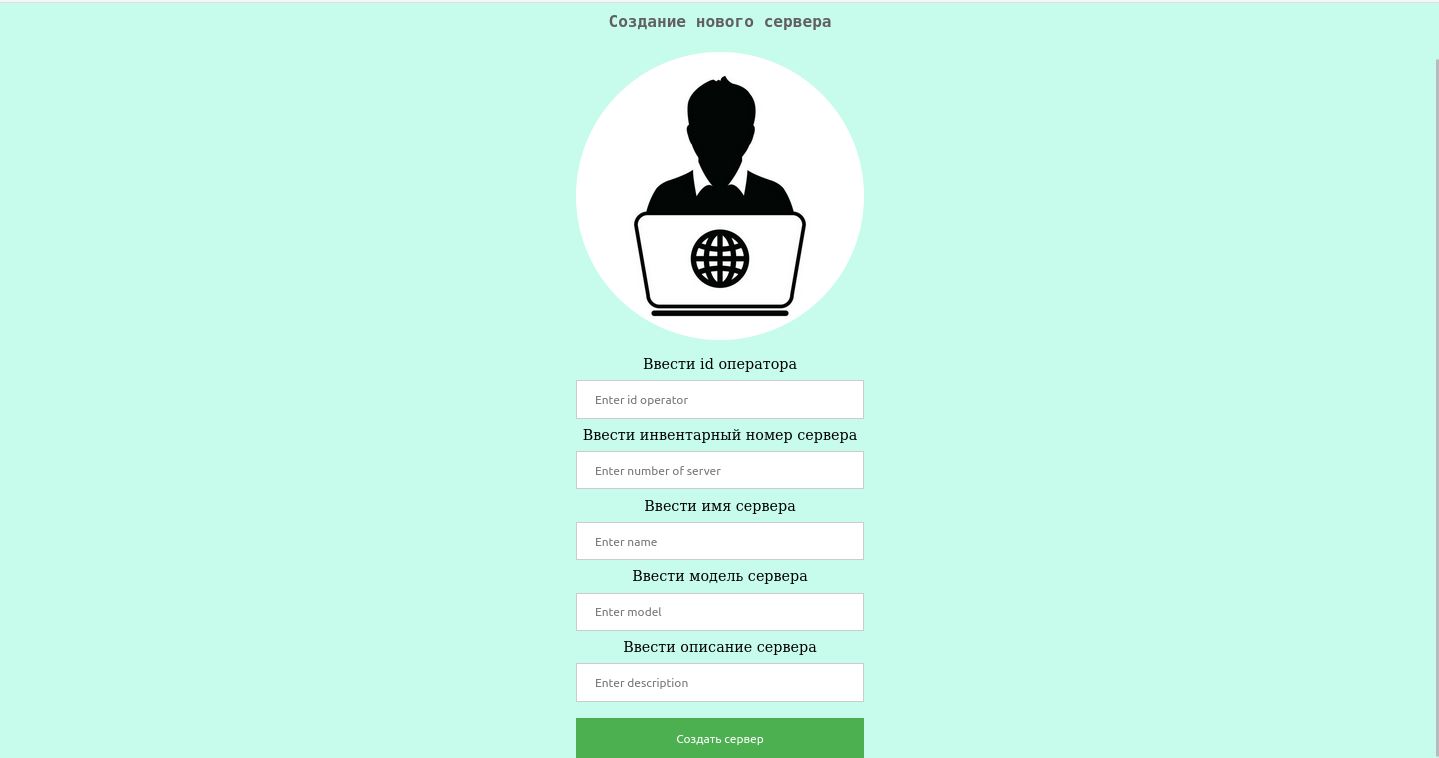 Создание нового сервера
Ввести id оператора
Enter id operator
Ввести инвентарный номер сервера
Enter number of server
Ввести имя сервера
Enter name
Ввести модель сервера
Enter model
Ввести описание сервера
Enter description
Создать сервер